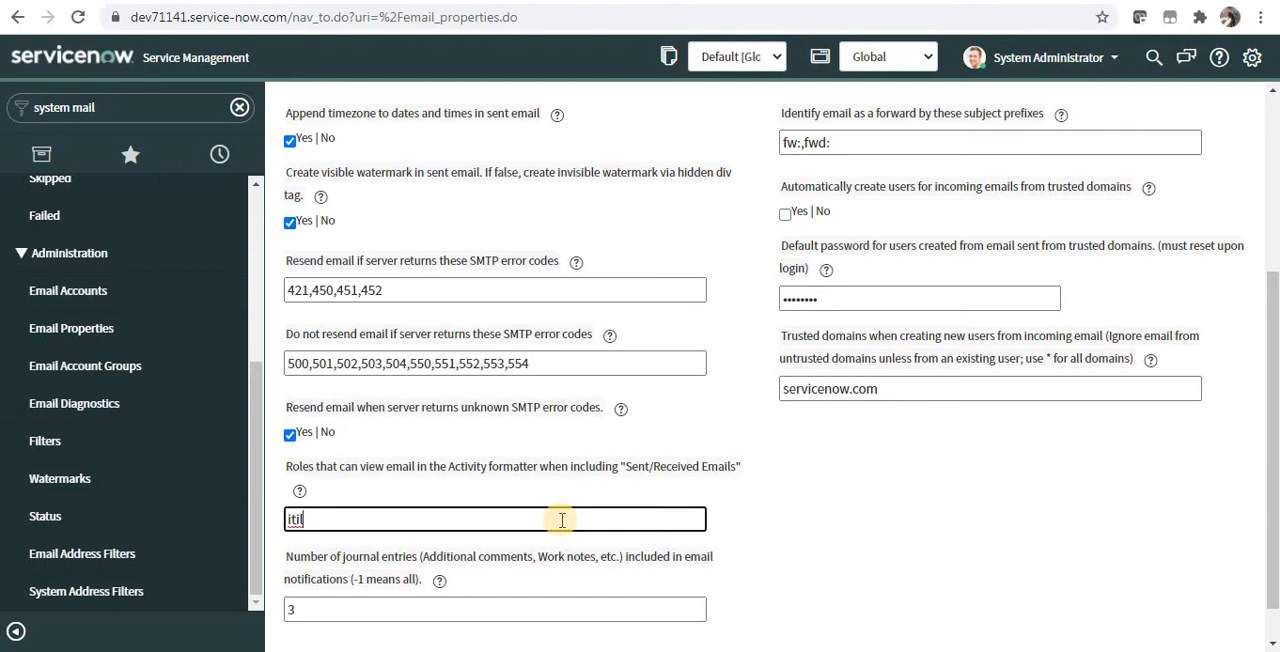 dev71141.service-now.com/nav_to.do?uri=%2Femail_properties.do
servicenow Service Management
Default [Glc
Global
System Administrator
system mail
Skipped
Failed
Administration
Email Accounts
Email Properties
Email Account Groups
Email Diagnostics
Filters
Watermarks
Status
Email Address Filters
System Address Filters
Append timezone to dates and times in sent email ?
Yes | No
Create visible watermark in sent email. If false, create invisible watermark via hidden div
tag. ?
Yes | No
Resend email if server returns these SMTP error codes ?
421,450,451,452
Do not resend email if server returns these SMTP error codes ?
500,501,502,503,504,550,551,552,553,554
Resend email when server returns unknown SMTP error codes. ?
Yes | No
Roles that can view email in the Activity formatter when including "Sent/Received Emails"
?
itil
Number of journal entries (Additional comments, Work notes, etc.) included in email
notifications (-1 means all). ?
3
Identify email as a forward by these subject prefixes ?
fw:,fwd:
Automatically create users for incoming emails from trusted domains ?
Yes | No
Default password for users created from email sent from trusted domains. (must reset upon
login) ?
••••••••
Trusted domains when creating new users from incoming email (Ignore email from
untrusted domains unless from an existing user; use * for all domains) ?
servicenow.com